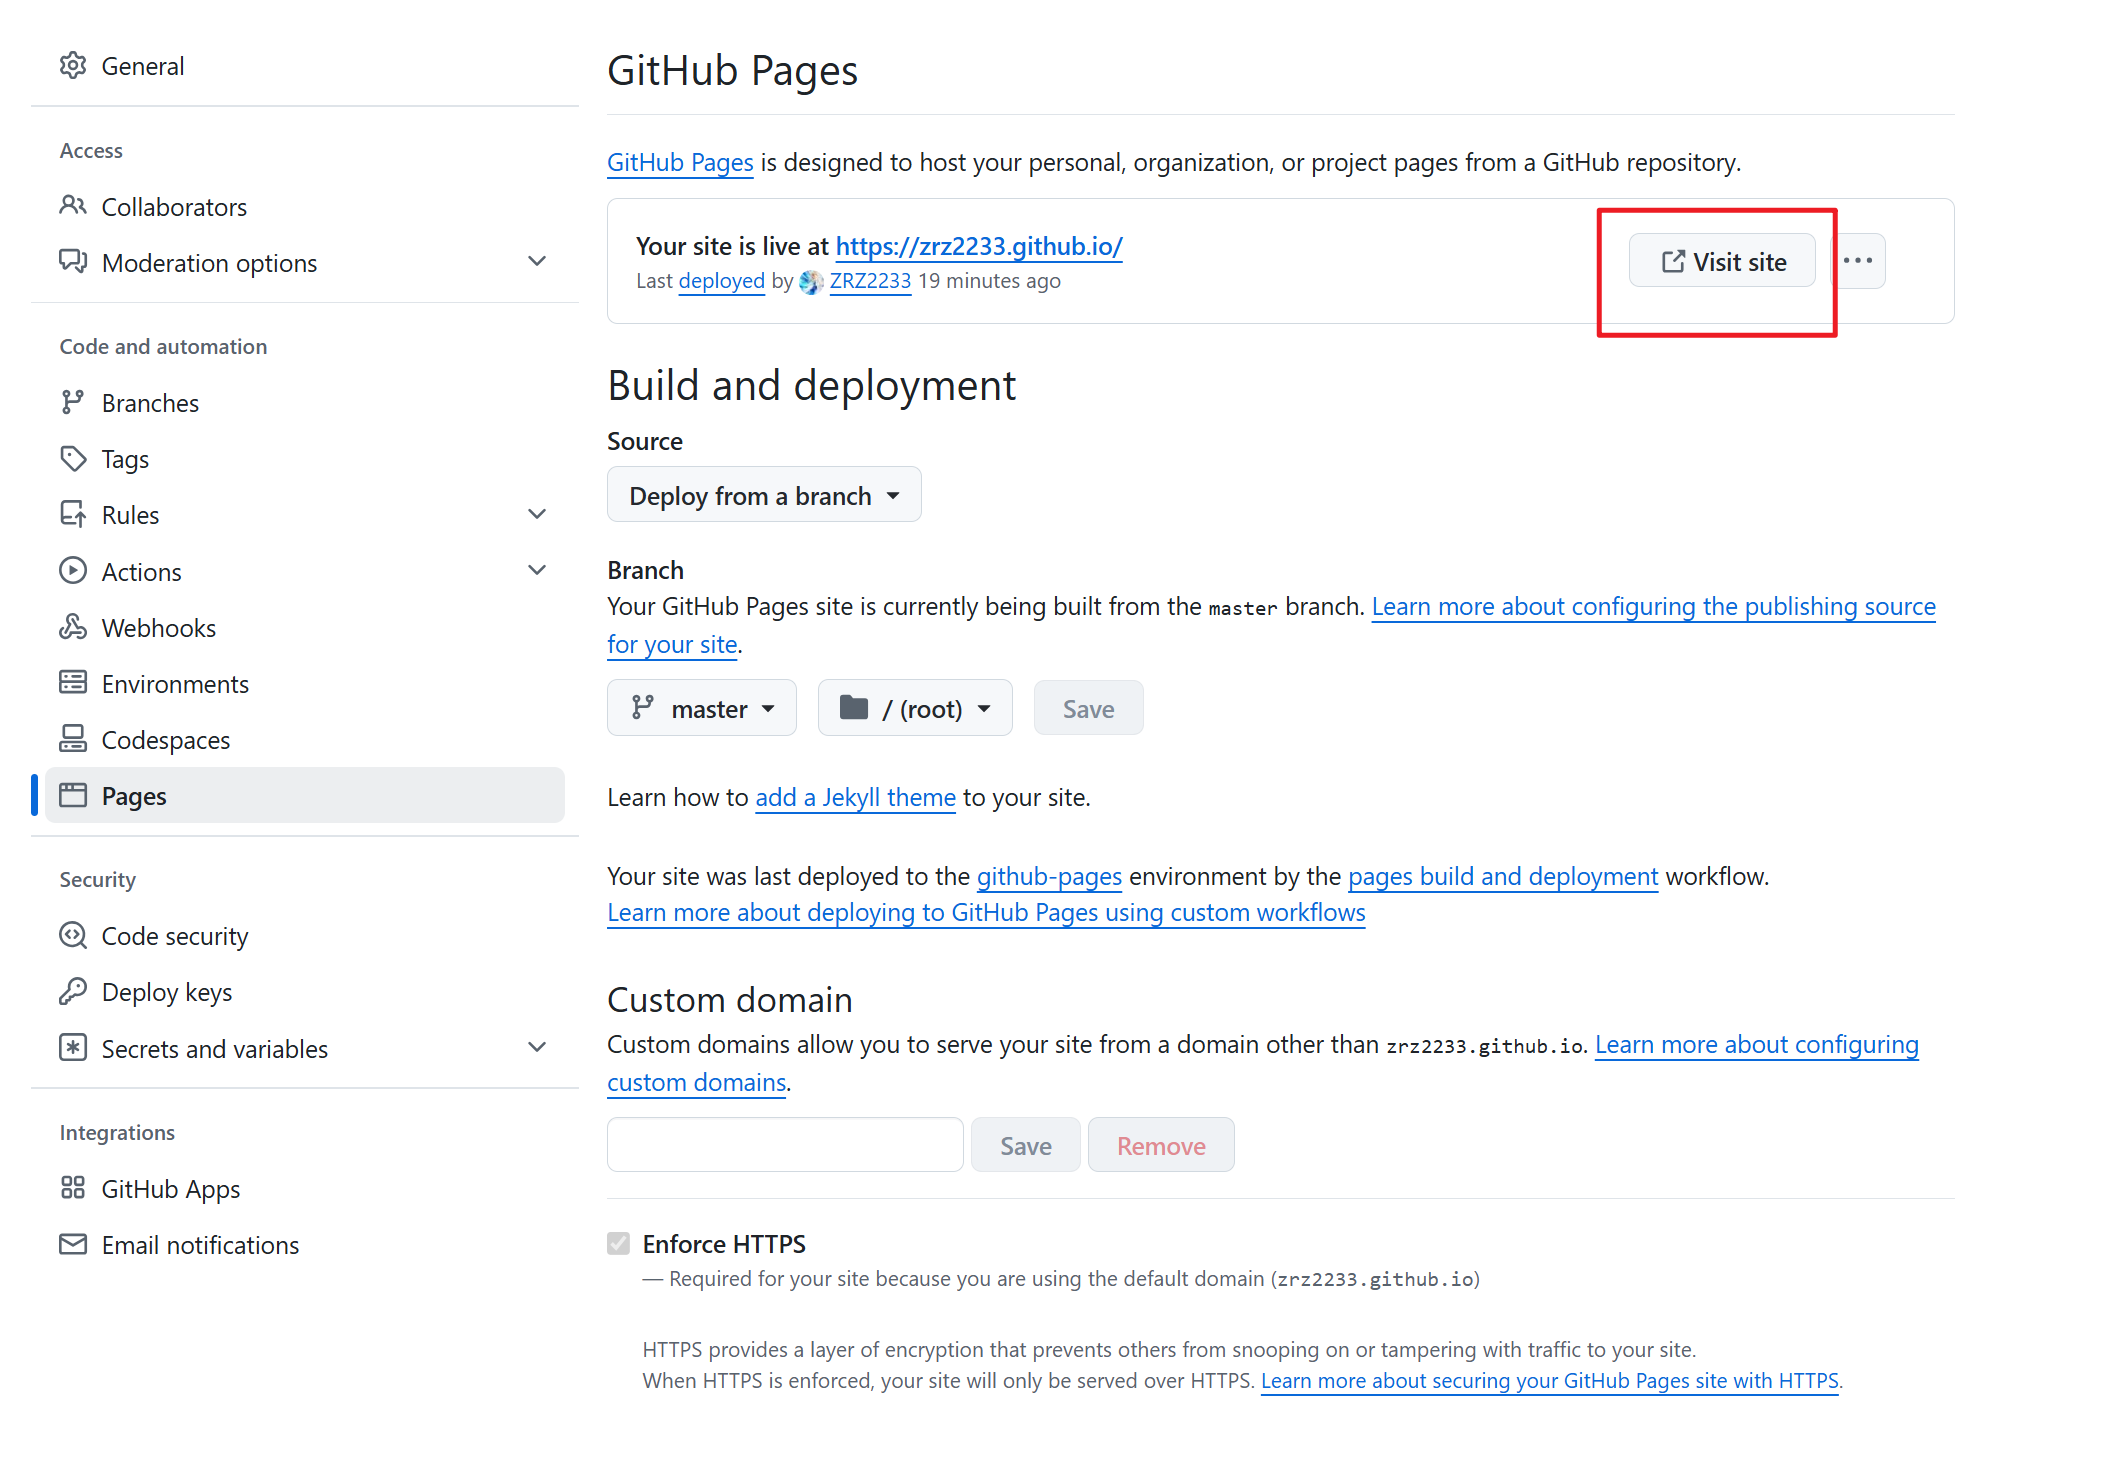 General
Access
Collaborators
Moderation options
Code and automation
Branches
Tags
Rules
Actions
Webhooks
Environments
Codespaces
Pages
Security
Code security
Deploy keys
Secrets and variables
Integrations
GitHub Apps
Email notifications
GitHub Pages
GitHub Pages is designed to host your personal, organization, or project pages from a GitHub repository.
Your site is live at https://zrz2233.github.io/
Last deployed by ZRZ2233 19 minutes ago
Visit site
Build and deployment
Source
Deploy from a branch
Branch
Your GitHub Pages site is currently being built from the master branch. Learn more about configuring the publishing source
for your site.
master / (root) Save
Learn how to add a Jekyll theme to your site.
Your site was last deployed to the github-pages environment by the pages build and deployment workflow.
Learn more about deploying to GitHub Pages using custom workflows
Custom domain
Custom domains allow you to serve your site from a domain other than zrz2233.github.io. Learn more about configuring
custom domains.
Save Remove
Enforce HTTPS
— Required for your site because you are using the default domain (zrz2233.github.io)
HTTPS provides a layer of encryption that prevents others from snooping on or tampering with traffic to your site.
When HTTPS is enforced, your site will only be served over HTTPS. Learn more about securing your GitHub Pages site with HTTPS.